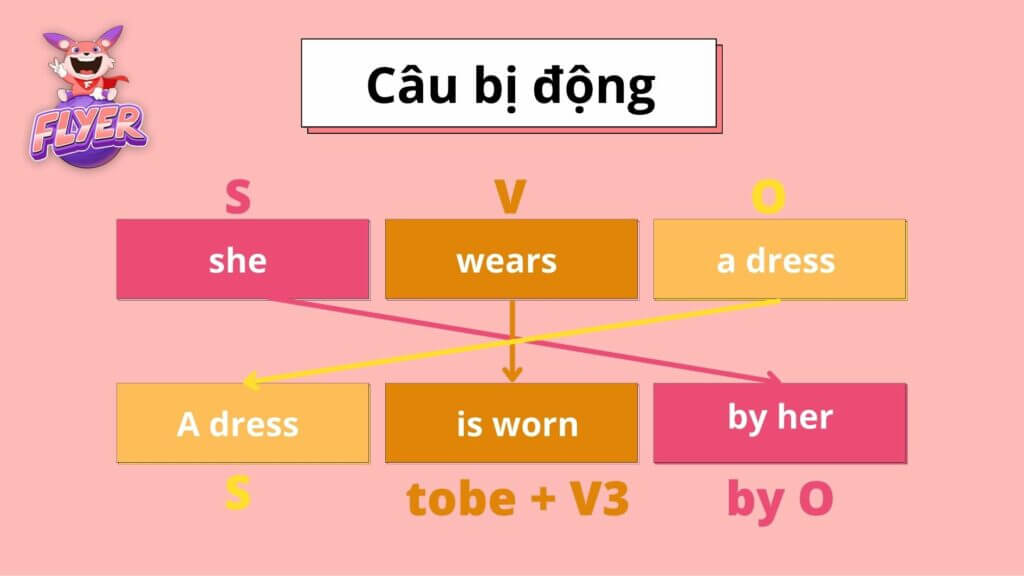 FLYER
Câu bị động
S V O
she wears a dress
A dress is worn by her
S tobe + V3 by O